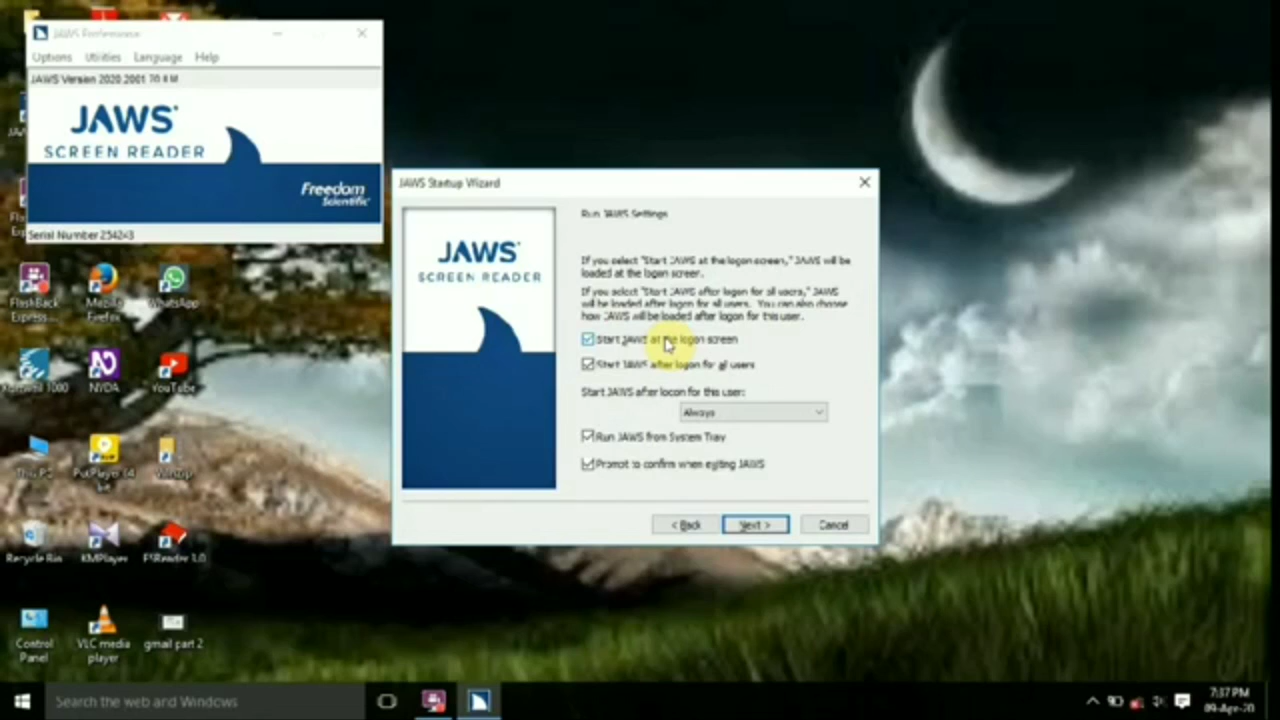 JAWS Professional
Options Utilities Language Help
JAWS Version 2020.2001
JAWS
SCREEN READER
Freedom
Scientific
Serial Number 254243
JAWS Startup Wizard
JAWS
SCREEN READER
Run JAWS Settings
If you select "Start JAWS at the logon screen," JAWS will be
loaded at the logon screen.
If you select "Start JAWS after logon for all users," JAWS
will be loaded after logon for all users. You can also choose
how JAWS will be loaded after logon for this user.
Start JAWS at the logon screen
Start JAWS after logon for all users
Start JAWS after logon for this user:
Always
Run JAWS from System Tray
Prompt to confirm when exiting JAWS
< Back Next > Cancel
FlashBack
Express...
Mozilla
Firefox
WhatsApp
NVDA
YouTube
This PC
PotPlayer 64
bit
WinZip
Recycle Bin
KMPlayer
FSReader 3.0
Control
Panel
VLC media
player
gmail part 2
Search the web and Windows
7:37 PM
09-Apr-20